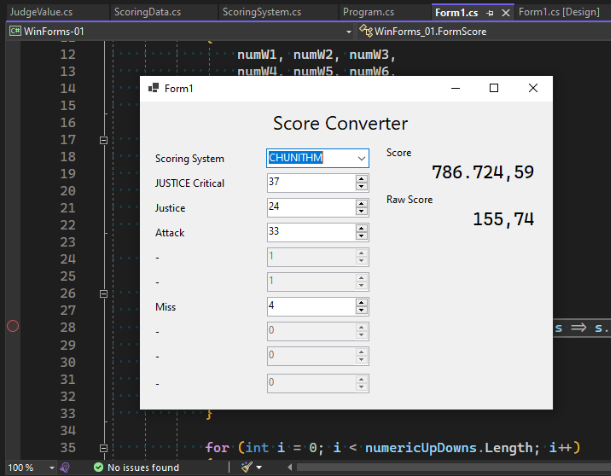 JudgeValue.cs ScoringData.cs ScoringSystem.cs Program.cs Form1.cs Form1.cs [Design]
C# WinForms-01 WinForms_01.FormScore
11 {
12 numW1, numW2, numW3,
13 numW4, numW5, numW6,
14
15
16
17
18
19
20
21
22
23
24
25
26
27
28 s => s.
29
30
31
32
33 }
34
35 for (int i = 0; i < numericUpDowns.Length; i++)
Form1
Score Converter
Scoring System CHUNITHM
JUSTICE Critical 37
Justice 24
Attack 33
- 1
- 1
Miss 4
- 0
- 0
- 0
Score
786.724,59
Raw Score
155,74
100 % No issues found